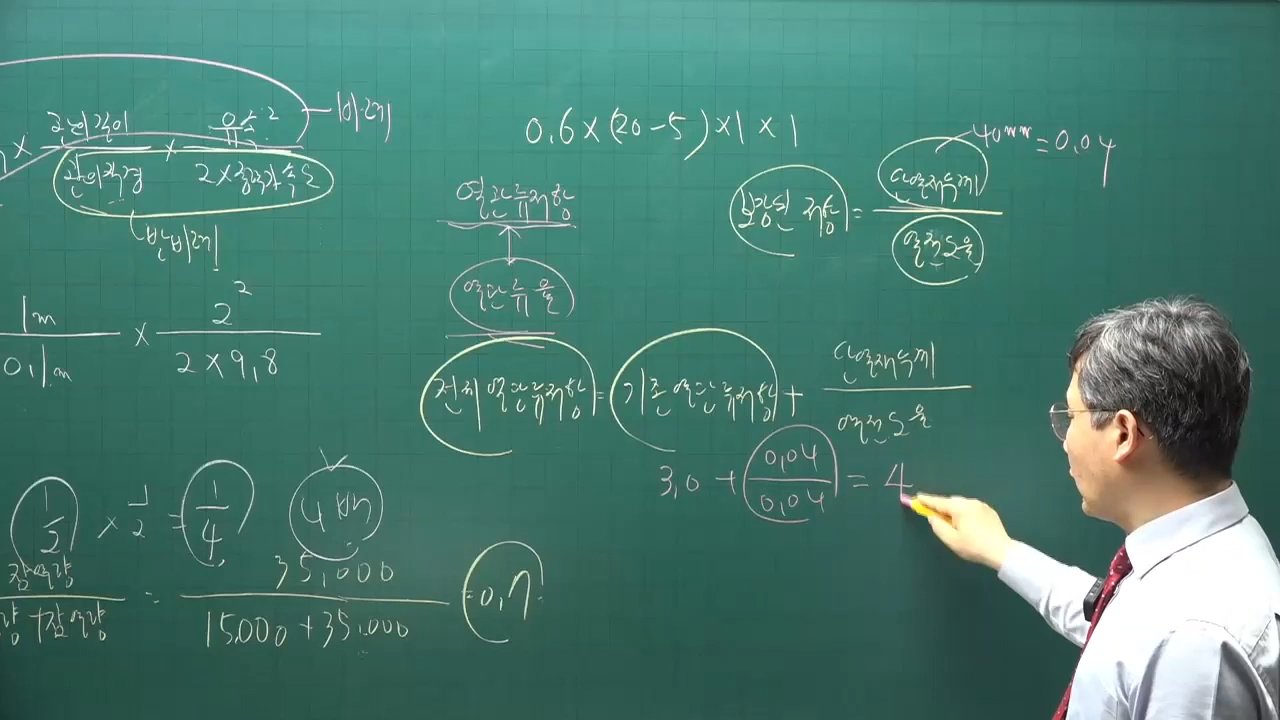 관의길이 유속²
× ─ × ─ 비례
관의직경 2×중력가속도
반비례
1m 2²
─ × ─
0.1m 2×9.8
1/2 × 1/2 = 1/4 4배
잠열량 35,000
─ = ─ = 0.7
+잠열량 15,000+35,000
0.6×(20-5)×1×1
열관류저항
열관류율
전체 열관류저항 = 기존 열관류저항 + 단열재두께/열전도율
3.0 + 0.04/0.04 = 4
단열재두께 40mm = 0.04
저항 = ─
열전도율